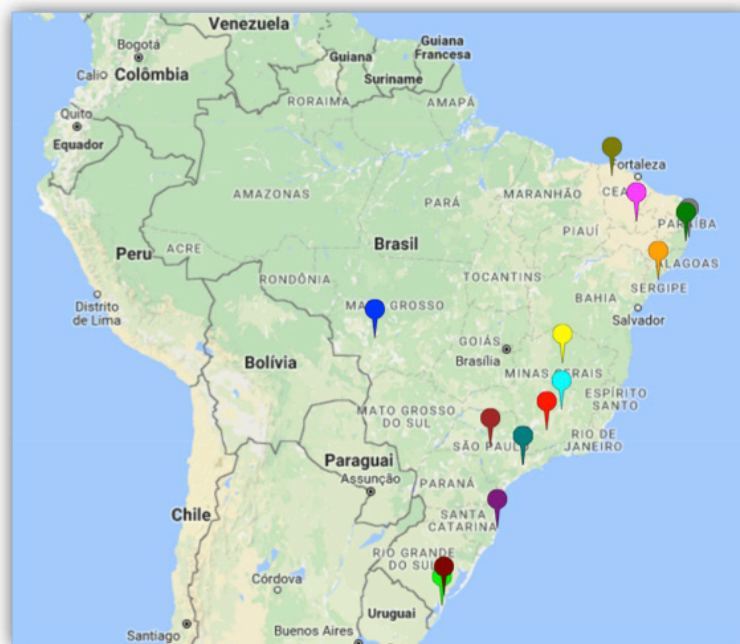 Venezuela
Bogotá
Cali
Colômbia
Guiana
Guiana
Francesa
Suriname
RORAIMA
AMAPÁ
Quito
Equador
Fortaleza
AMAZONAS
PARÁ
MARANHÃO
CEA
PIAUÍ
PARAÍBA
Peru
ACRE
Brasil
RONDÔNIA
TOCANTINS
ALAGOAS
SERGIPE
BAHIA
Distrito
de Lima
MA GROSSO
Salvador
GOIÁS
Brasília
Bolívia
MINAS GERAIS
ESPÍRITO
SANTO
MATO GROSSO
DO SUL
SÃO PAULO
RIO DE
JANEIRO
Paraguai
Assunção
PARANÁ
Chile
SANTA
CATARINA
RIO GRANDE
DO SUL
Córdova
Uruguai
Santiago
Buenos Aires